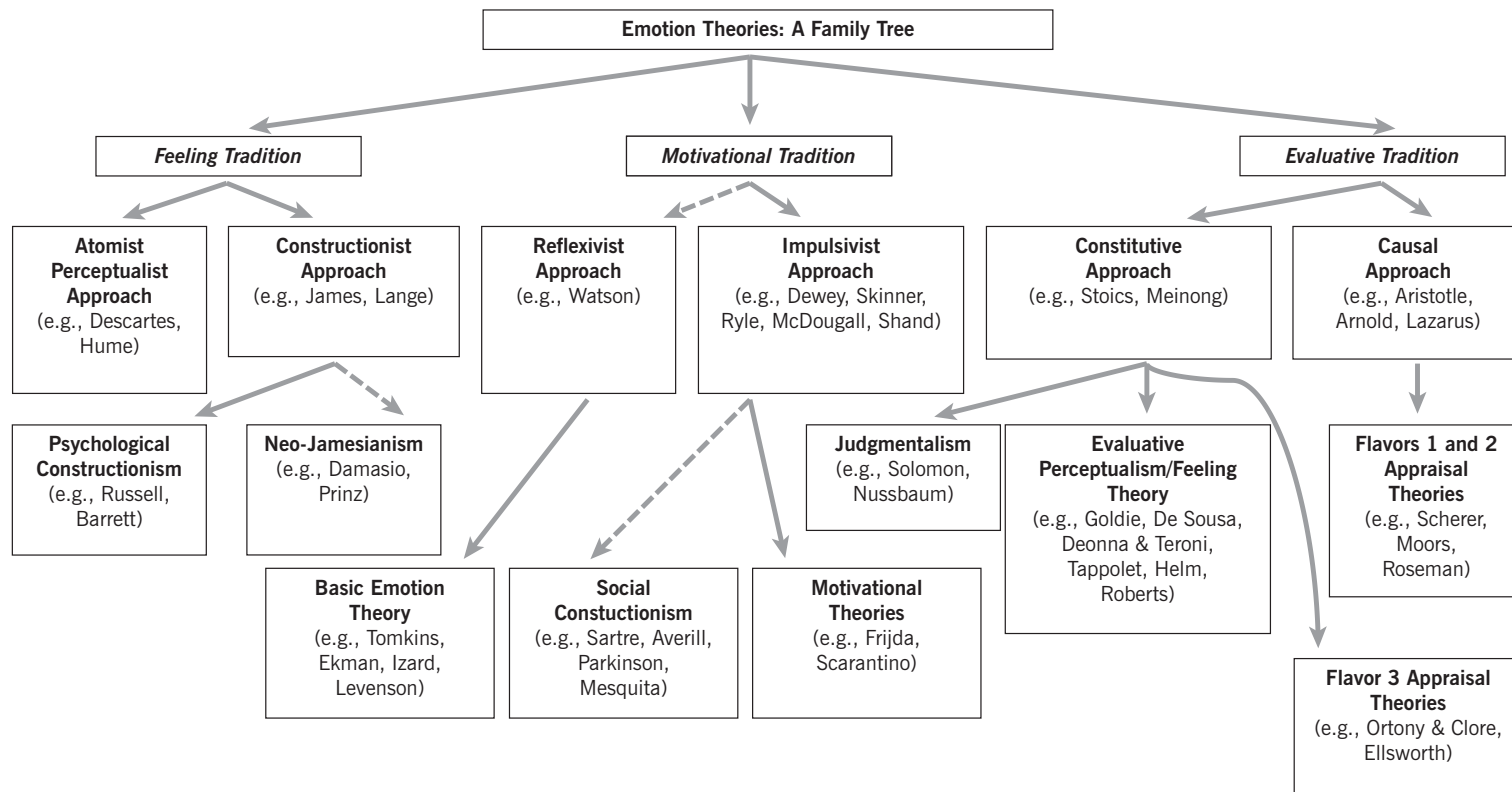 Emotion Theories: A Family Tree
Feeling Tradition
Motivational Tradition
Evaluative Tradition
Atomist
Perceptualist
Approach
(e.g., Descartes,
Hume)
Constructionist
Approach
(e.g., James, Lange)
Reflexivist
Approach
(e.g., Watson)
Impulsivist
Approach
(e.g., Dewey, Skinner,
Ryle, McDougall, Shand)
Constitutive
Approach
(e.g., Stoics, Meinong)
Causal
Approach
(e.g., Aristotle,
Arnold, Lazarus)
Psychological
Constructionism
(e.g., Russell,
Barrett)
Neo-Jamesianism
(e.g., Damasio,
Prinz)
Judgmentalism
(e.g., Solomon,
Nussbaum)
Evaluative
Perceptualism/Feeling
Theory
(e.g., Goldie, De Sousa,
Deonna & Teroni,
Tappolet, Helm,
Roberts)
Flavors 1 and 2
Appraisal
Theories
(e.g., Scherer,
Moors,
Roseman)
Basic Emotion
Theory
(e.g., Tomkins,
Ekman, Izard,
Levenson)
Social
Constuctionism
(e.g., Sartre, Averill,
Parkinson,
Mesquita)
Motivational
Theories
(e.g., Frijda,
Scarantino)
Flavor 3 Appraisal
Theories
(e.g., Ortony & Clore,
Ellsworth)